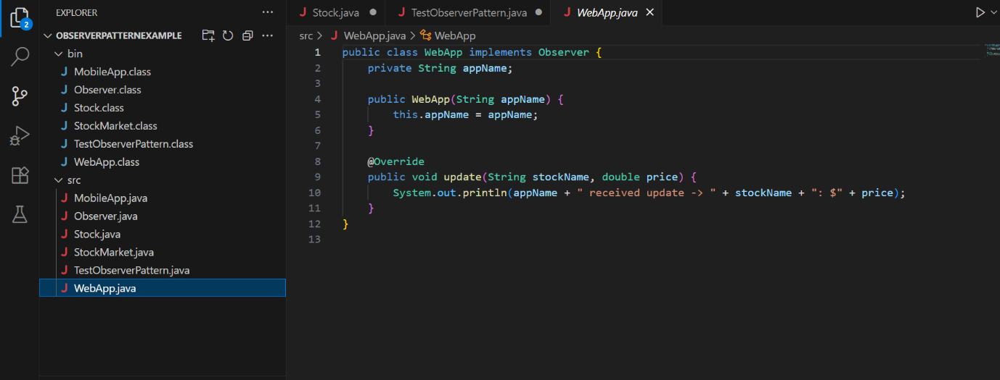 2
EXPLORER
OBSERVERPATTERNEXAMPLE
bin
J MobileApp.class
J Observer.class
J Stock.class
J StockMarket.class
J TestObserverPattern.class
J WebApp.class
src
J MobileApp.java
J Observer.java
J Stock.java
J StockMarket.java
J TestObserverPattern.java
J WebApp.java
J Stock.java J TestObserverPattern.java J WebApp.java
src > J WebApp.java > WebApp
1 public class WebApp implements Observer {
2     private String appName;
3
4     public WebApp(String appName) {
5         this.appName = appName;
6     }
7
8     @Override
9     public void update(String stockName, double price) {
10         System.out.println(appName + " received update -> " + stockName + ": $" + price);
11     }
12 }
13